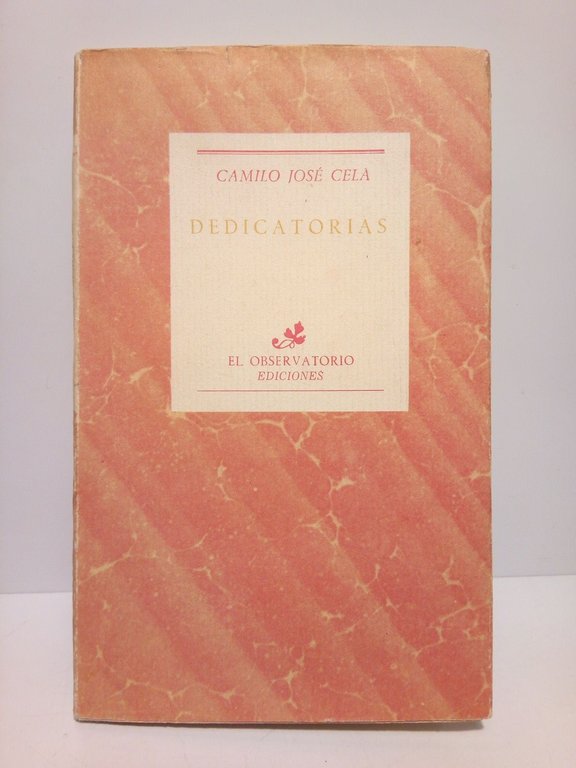 CAMILO JOSÉ CELA
DEDICATORIAS
EL OBSERVATORIO
EDICIONES